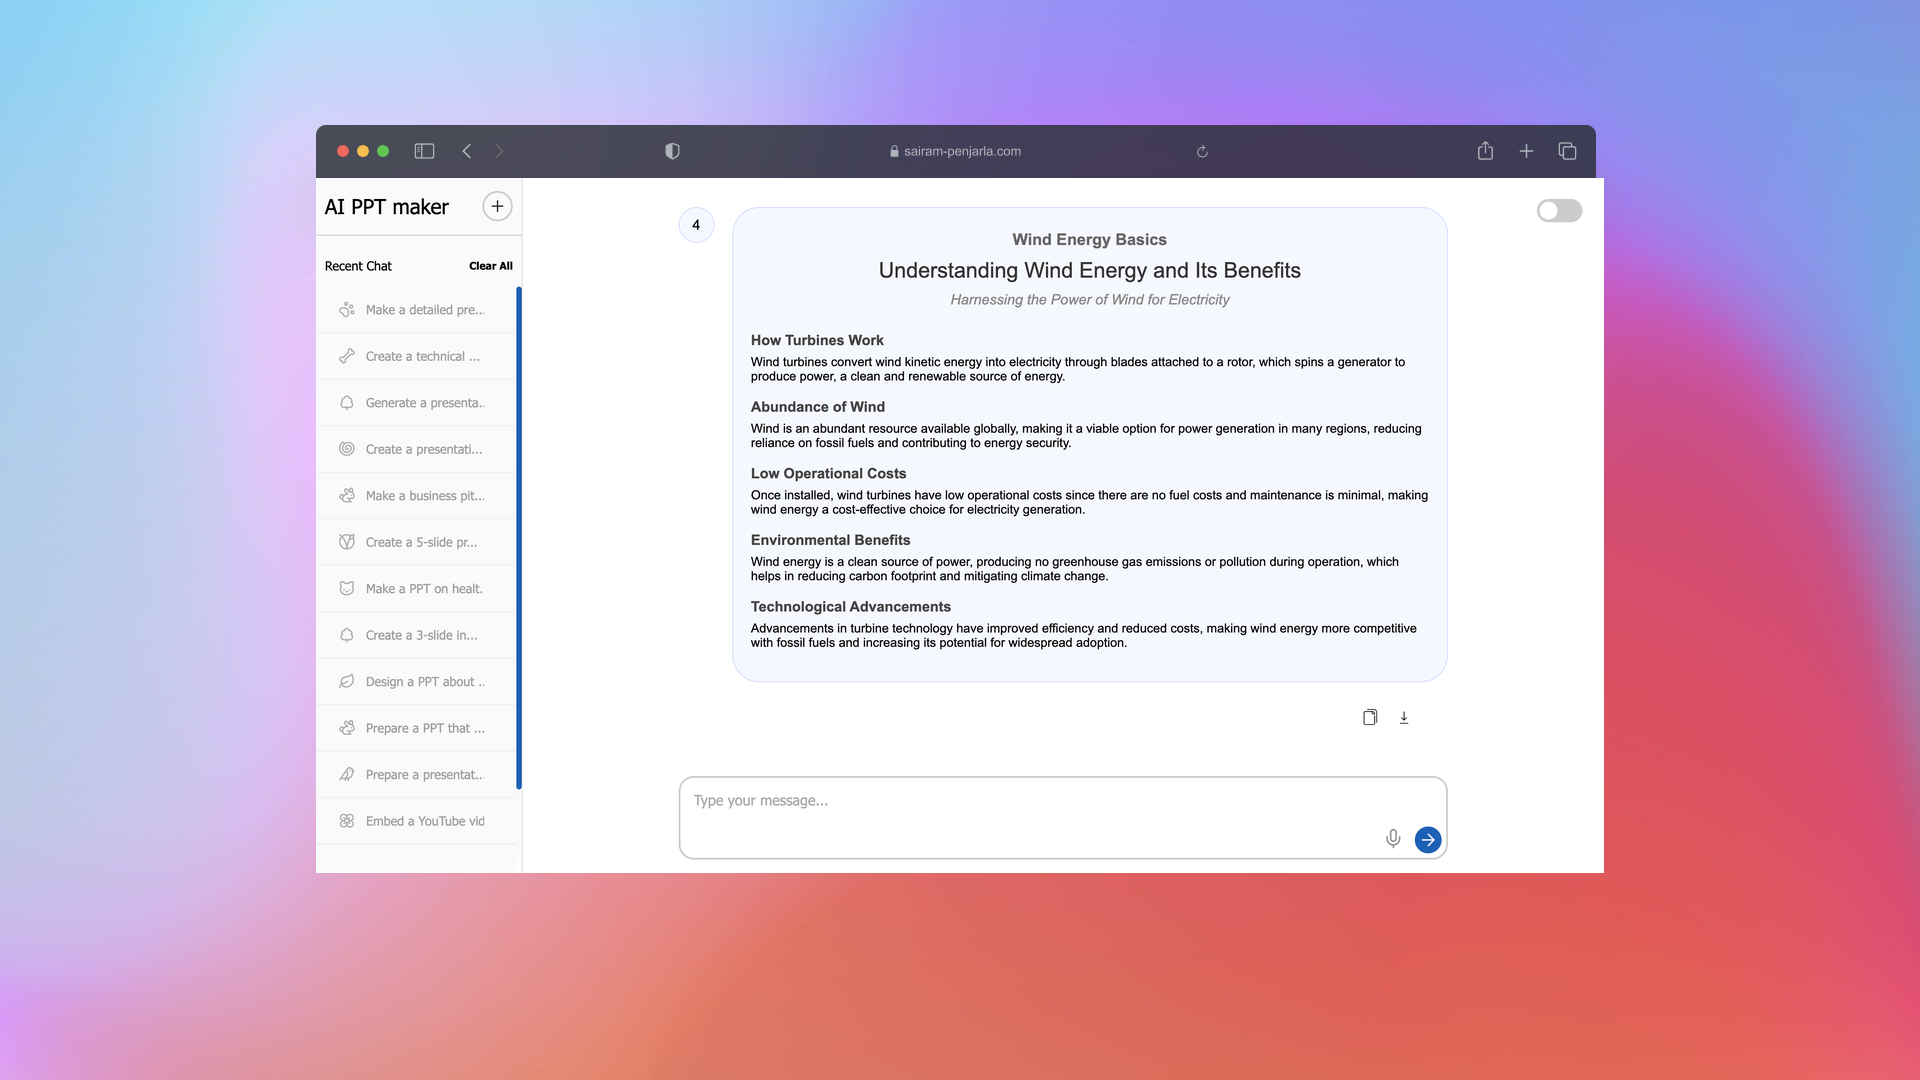 sairam-penjarla.com
AI PPT maker
Recent Chat
Clear All
Make a detailed pre...
Create a technical ...
Generate a presenta..
Create a presentati...
Make a business pit...
Create a 5-slide pr...
Make a PPT on healt.
Create a 3-slide in...
Design a PPT about ..
Prepare a PPT that ...
Prepare a presentat...
Embed a YouTube vid
4
Wind Energy Basics
Understanding Wind Energy and Its Benefits
Harnessing the Power of Wind for Electricity
How Turbines Work
Wind turbines convert wind kinetic energy into electricity through blades attached to a rotor, which spins a generator to
produce power, a clean and renewable source of energy.
Abundance of Wind
Wind is an abundant resource available globally, making it a viable option for power generation in many regions, reducing
reliance on fossil fuels and contributing to energy security.
Low Operational Costs
Once installed, wind turbines have low operational costs since there are no fuel costs and maintenance is minimal, making
wind energy a cost-effective choice for electricity generation.
Environmental Benefits
Wind energy is a clean source of power, producing no greenhouse gas emissions or pollution during operation, which
helps in reducing carbon footprint and mitigating climate change.
Technological Advancements
Advancements in turbine technology have improved efficiency and reduced costs, making wind energy more competitive
with fossil fuels and increasing its potential for widespread adoption.
Type your message...